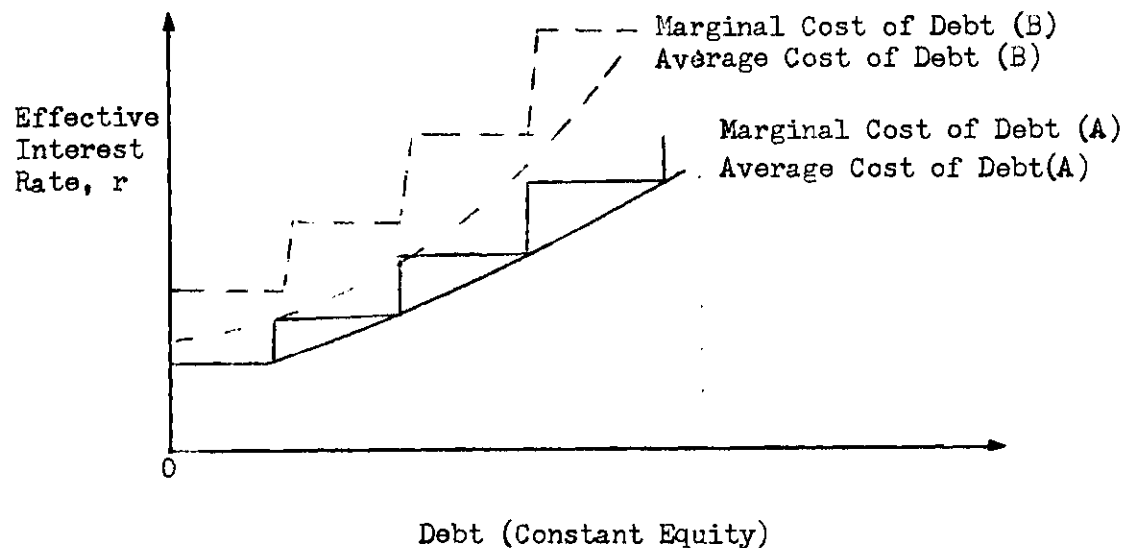 Marginal Cost of Debt (B)
Average Cost of Debt (B)
Effective
Interest
Rate, r
Marginal Cost of Debt (A)
Average Cost of Debt(A)
0
Debt (Constant Equity)